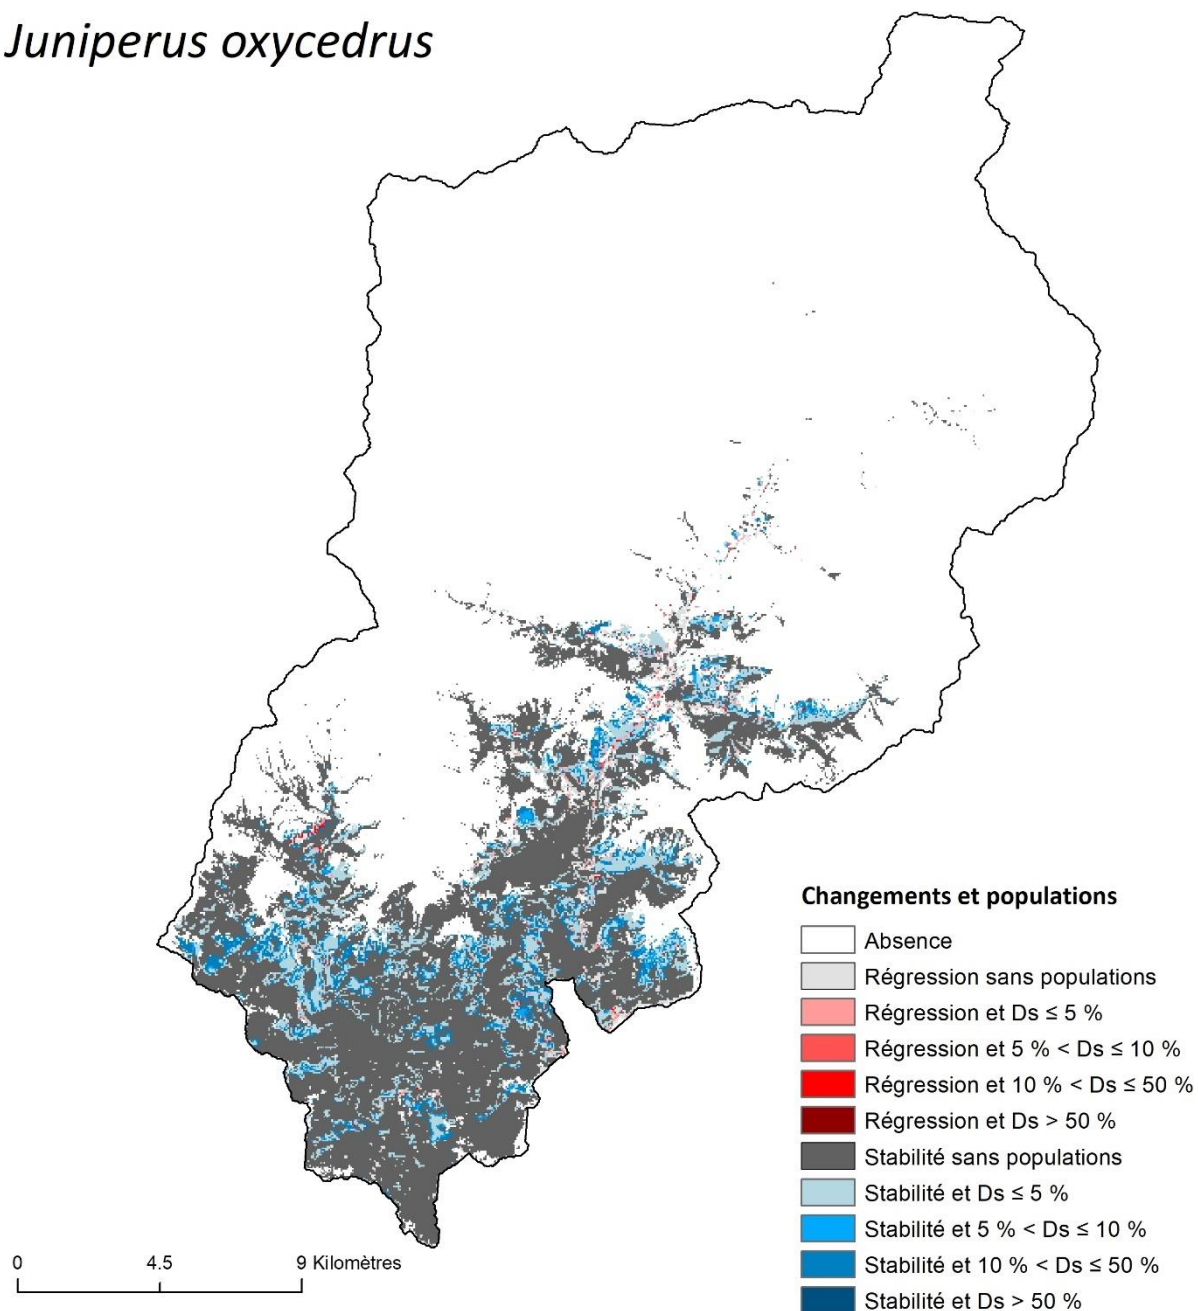 Juniperus oxycedrus
Changements et populations
Absence
Régression sans populations
Régression et Ds ≤ 5 %
Régression et 5 % < Ds ≤ 10 %
Régression et 10 % < Ds ≤ 50 %
Régression et Ds > 50 %
Stabilité sans populations
Stabilité et Ds ≤ 5 %
Stabilité et 5 % < Ds ≤ 10 %
Stabilité et 10 % < Ds ≤ 50 %
Stabilité et Ds > 50 %
0 4.5 9 Kilomètres